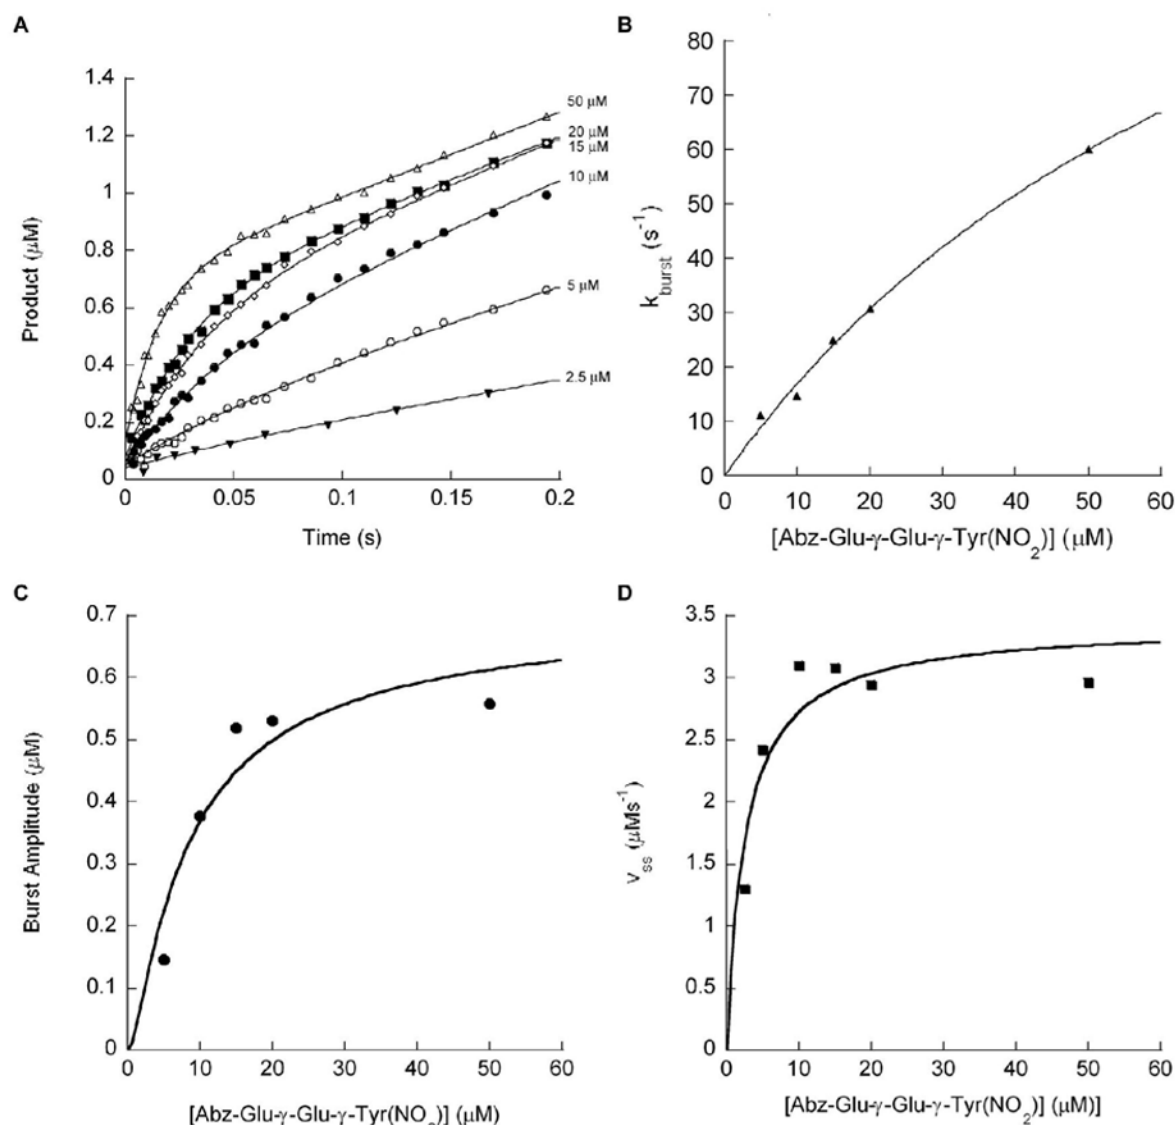 A
1.4
1.2
1
0.8
0.6
0.4
0.2
0
Product (μM)
50 μM
20 μM
15 μM
10 μM
5 μM
2.5 μM
0 0.05 0.1 0.15 0.2
Time (s)
B
80
70
60
50
40
30
20
10
0
k burst (s⁻¹)
0 10 20 30 40 50 60
[Abz-Glu-γ-Glu-γ-Tyr(NO₂)] (μM)
C
0.7
0.6
0.5
0.4
0.3
0.2
0.1
0
Burst Amplitude (μM)
0 10 20 30 40 50 60
[Abz-Glu-γ-Glu-γ-Tyr(NO₂)] (μM)
D
3.5
3
2.5
2
1.5
1
0.5
0
v ss (μMs⁻¹)
0 10 20 30 40 50 60
[Abz-Glu-γ-Glu-γ-Tyr(NO₂)] (μM)]